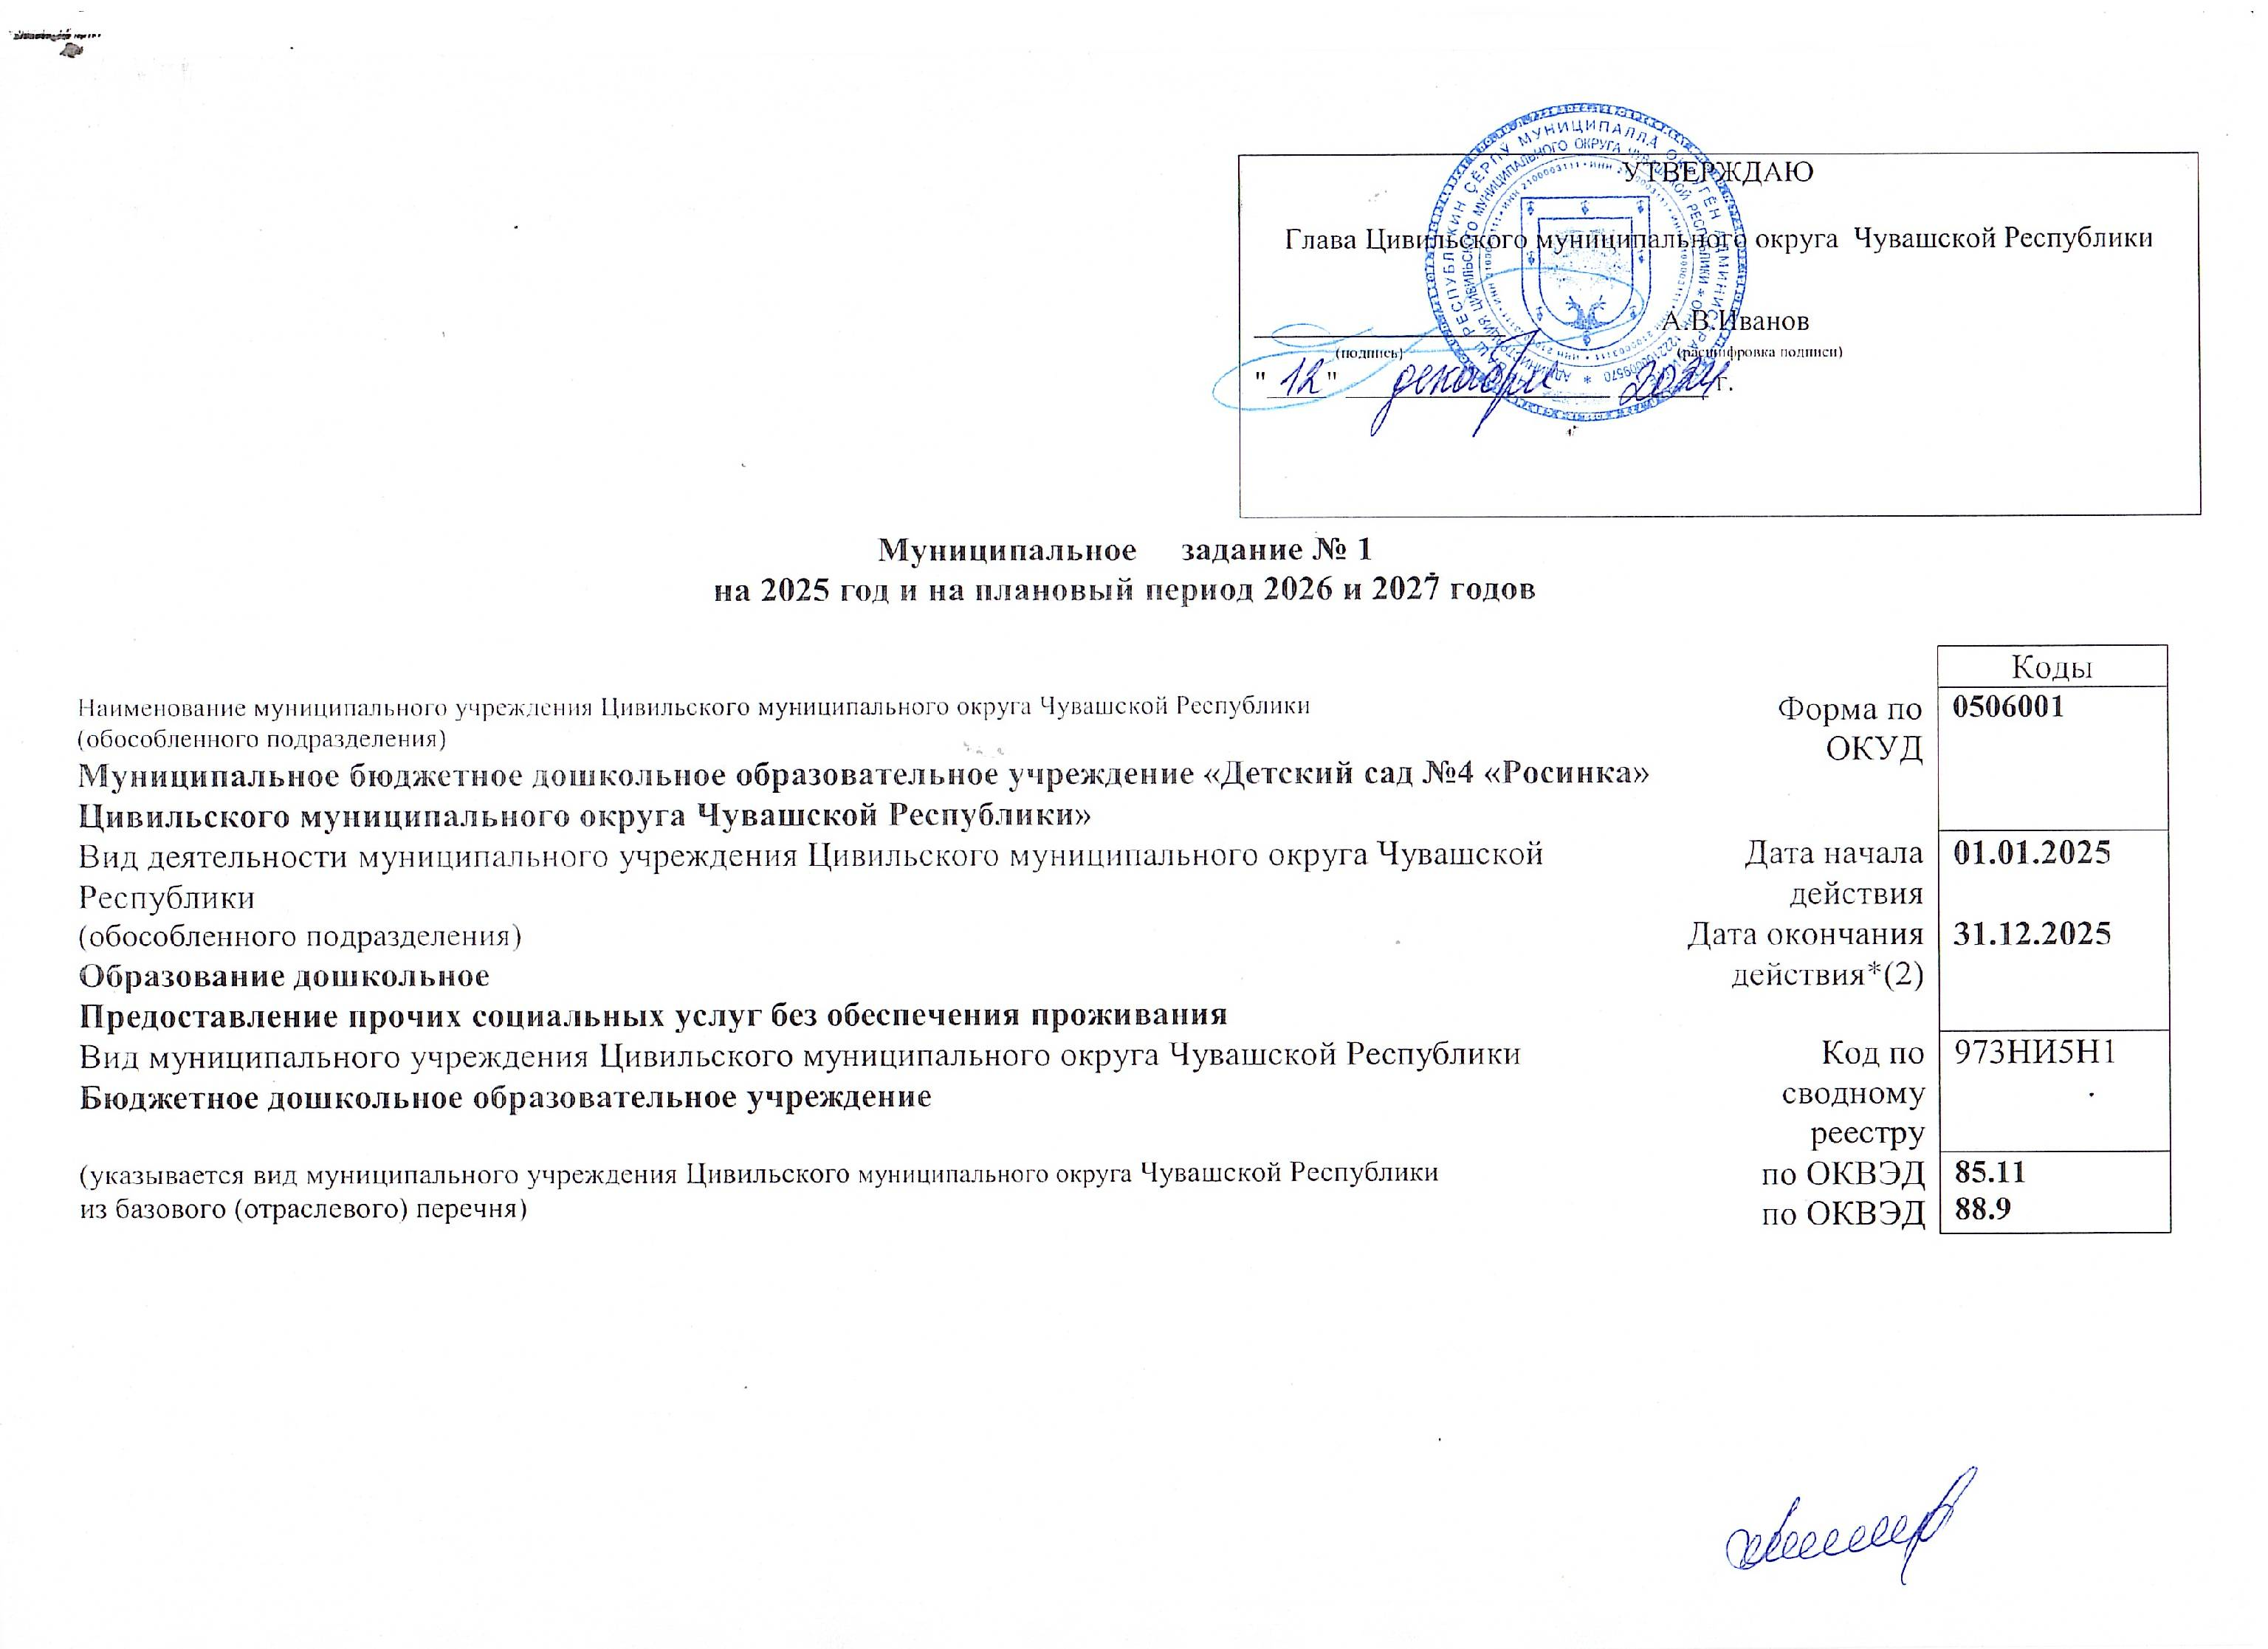 УТВЕРЖДАЮ
Глава Цивильского муниципального округа Чувашской Республики
А.В.Иванов
(подпись) (расшифровка подписи)
" 12 " декабря 2024 г.
Муниципальное задание № 1
на 2025 год и на плановый период 2026 и 2027 годов
Коды
Наименование муниципального учреждения Цивильского муниципального округа Чувашской Республики
(обособленного подразделения)
Муниципальное бюджетное дошкольное образовательное учреждение «Детский сад №4 «Росинка»
Цивильского муниципального округа Чувашской Республики»
Форма по 0506001
ОКУД
Вид деятельности муниципального учреждения Цивильского муниципального округа Чувашской
Республики
(обособленного подразделения)
Образование дошкольное
Предоставление прочих социальных услуг без обеспечения проживания
Дата начала 01.01.2025
действия
Дата окончания 31.12.2025
действия*(2)
Вид муниципального учреждения Цивильского муниципального округа Чувашской Республики
Бюджетное дошкольное образовательное учреждение
Код по 973НИ5Н1
сводному
реестру
(указывается вид муниципального учреждения Цивильского муниципального округа Чувашской Республики
из базового (отраслевого) перечня)
по ОКВЭД 85.11
по ОКВЭД 88.9